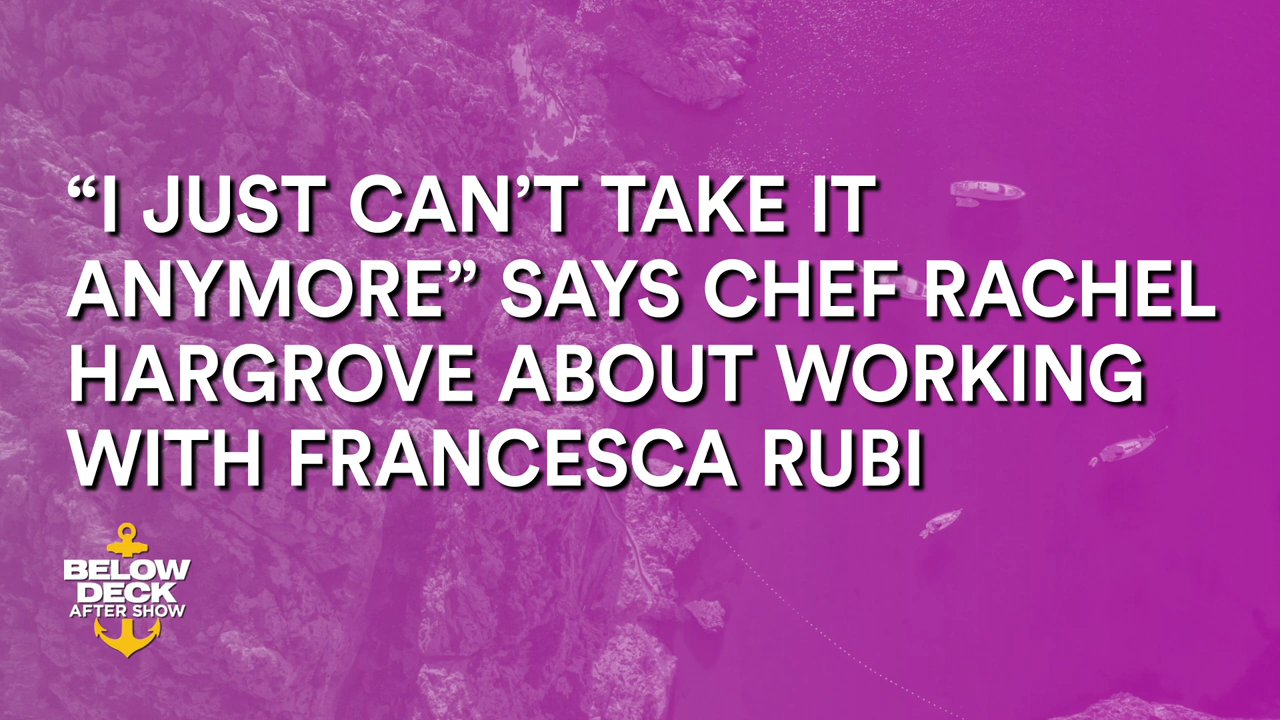 “I JUST CAN’T TAKE IT
ANYMORE” SAYS CHEF RACHEL
HARGROVE ABOUT WORKING
WITH FRANCESCA RUBI
BELOW
DECK
AFTER SHOW